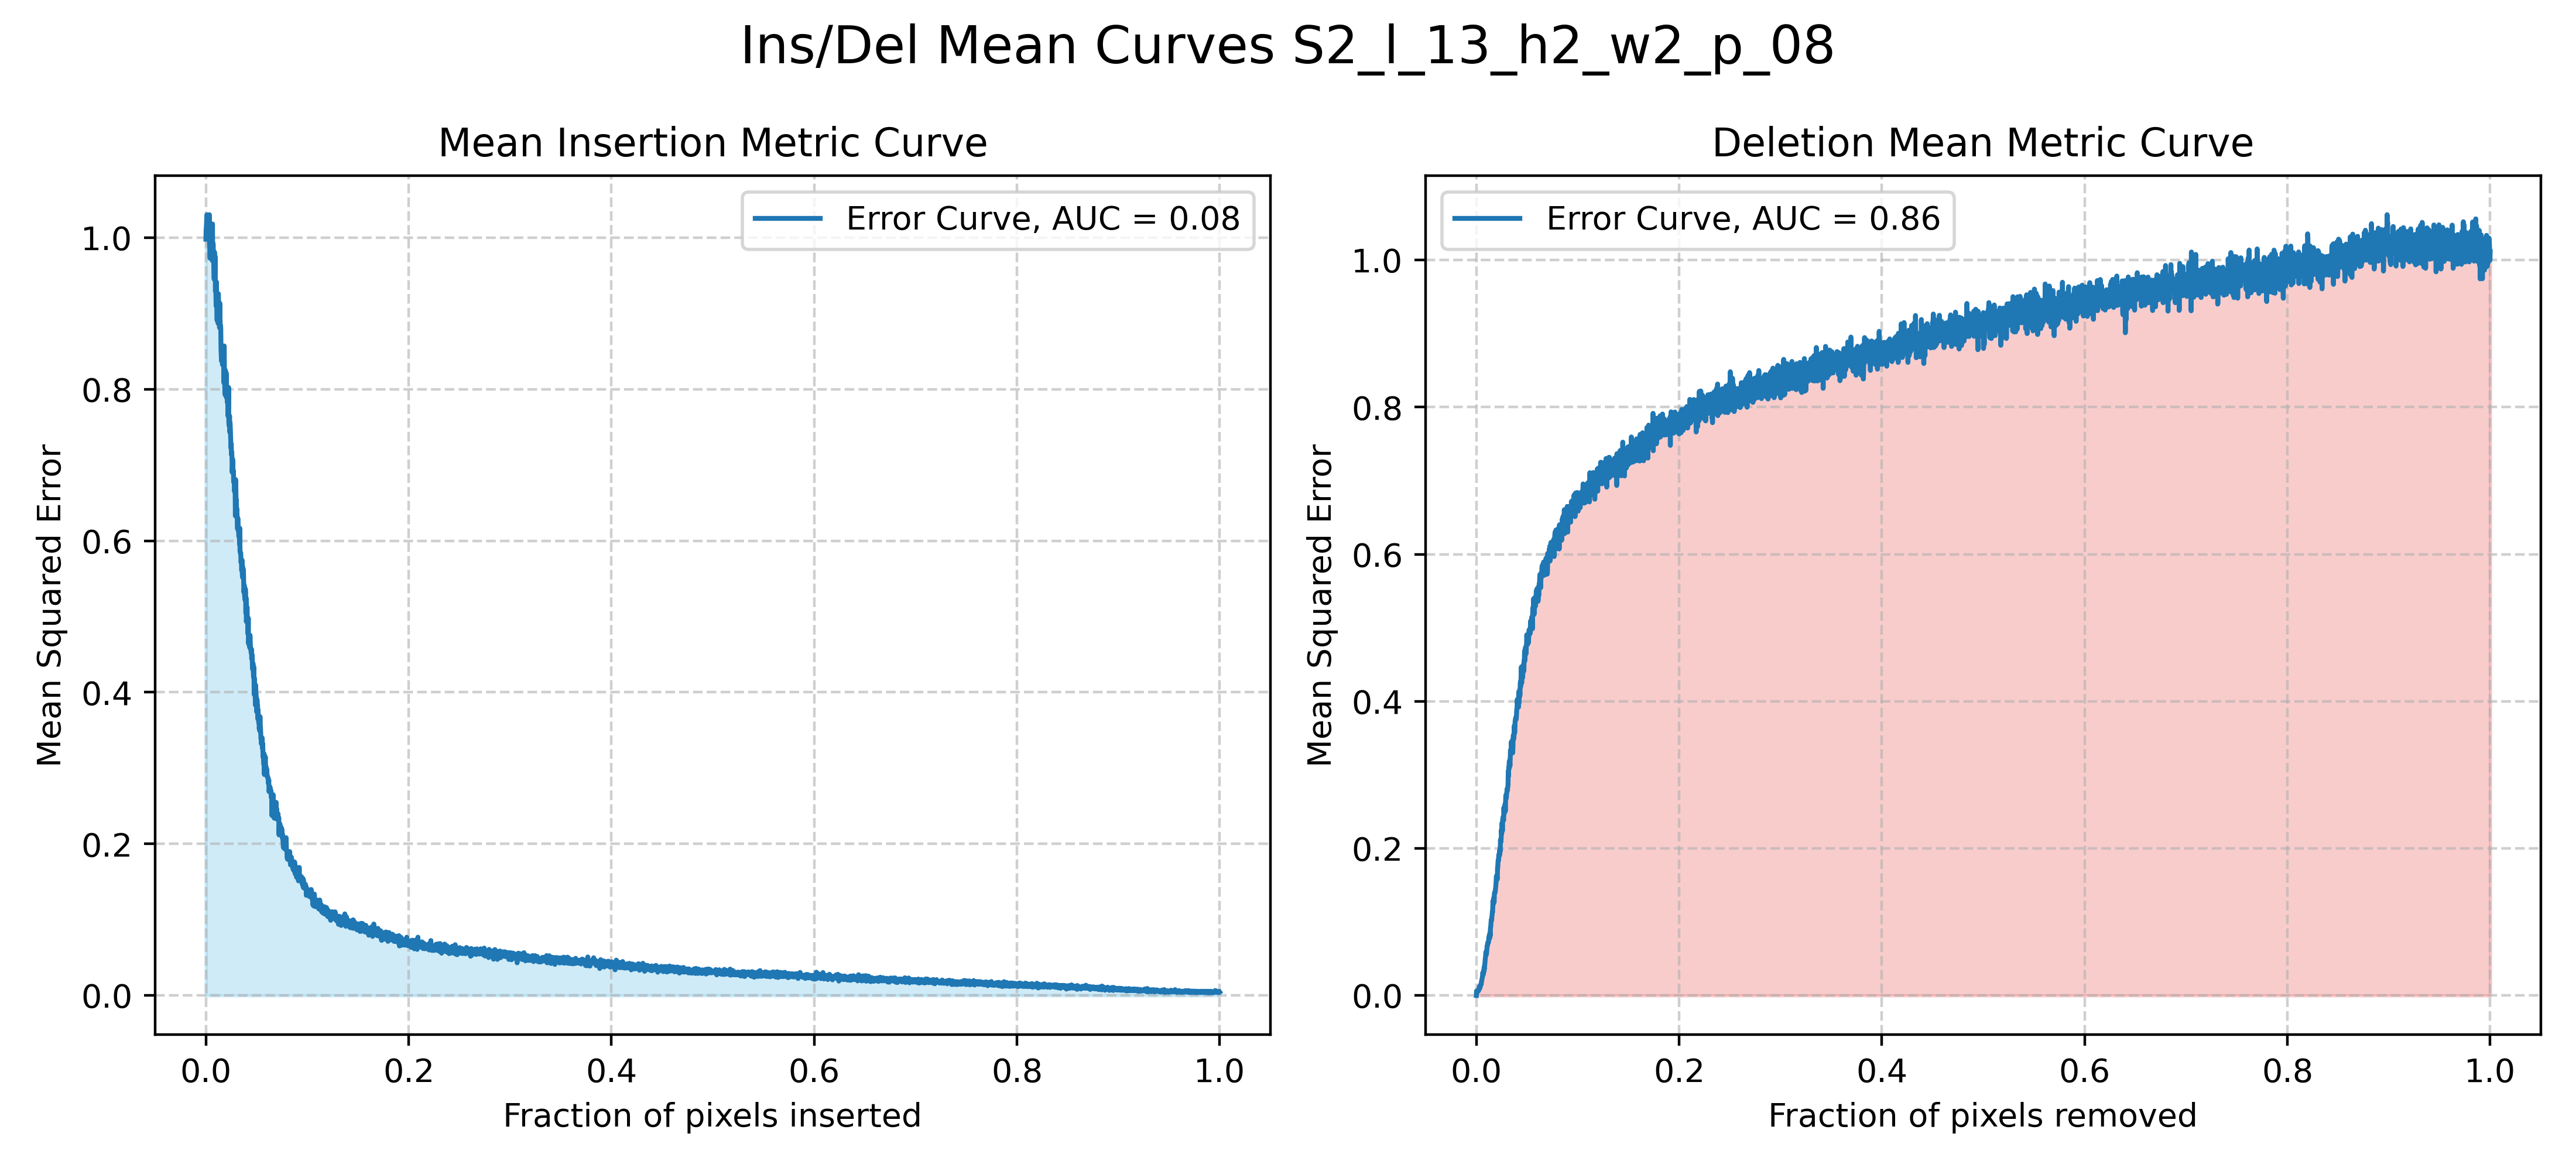 Ins/Del Mean Curves S2_l_13_h2_w2_p_08
Mean Insertion Metric Curve
Error Curve, AUC = 0.08
Mean Squared Error
1.0
0.8
0.6
0.4
0.2
0.0
0.0 0.2 0.4 0.6 0.8 1.0
Fraction of pixels inserted
Deletion Mean Metric Curve
Error Curve, AUC = 0.86
Mean Squared Error
1.0
0.8
0.6
0.4
0.2
0.0
0.0 0.2 0.4 0.6 0.8 1.0
Fraction of pixels removed